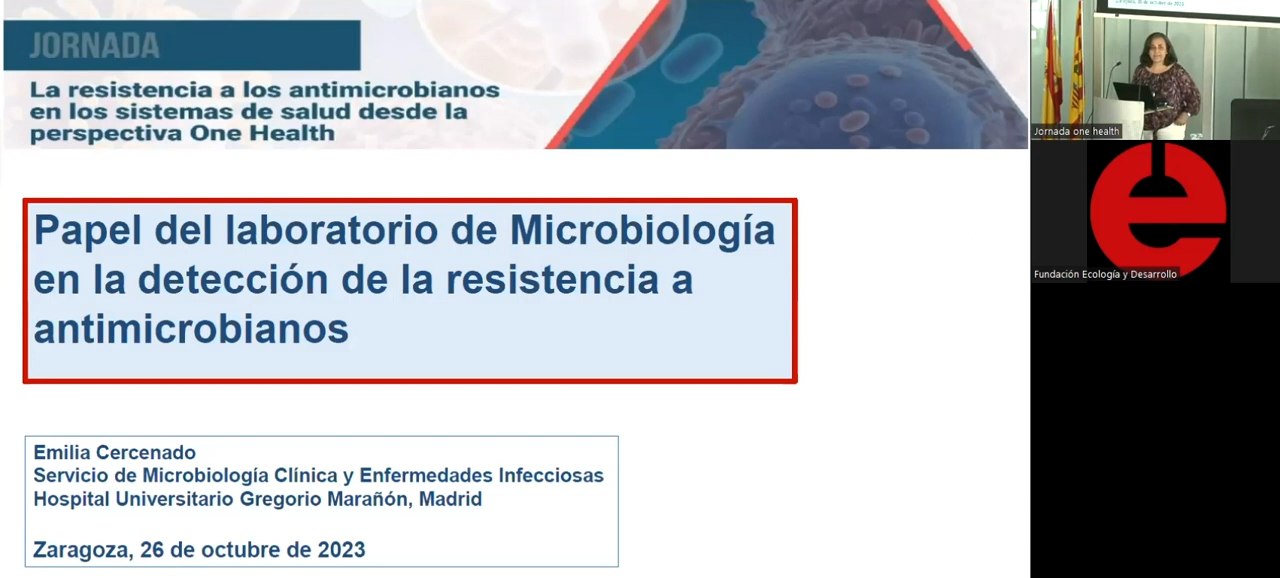 JORNADA
La resistencia a los antimicrobianos
en los sistemas de salud desde la
perspectiva One Health
Papel del laboratorio de Microbiología
en la detección de la resistencia a
antimicrobianos
Emilia Cercenado
Servicio de Microbiología Clínica y Enfermedades Infecciosas
Hospital Universitario Gregorio Marañón, Madrid
Zaragoza, 26 de octubre de 2023
Jornada one health
Fundación Ecología y Desarrollo